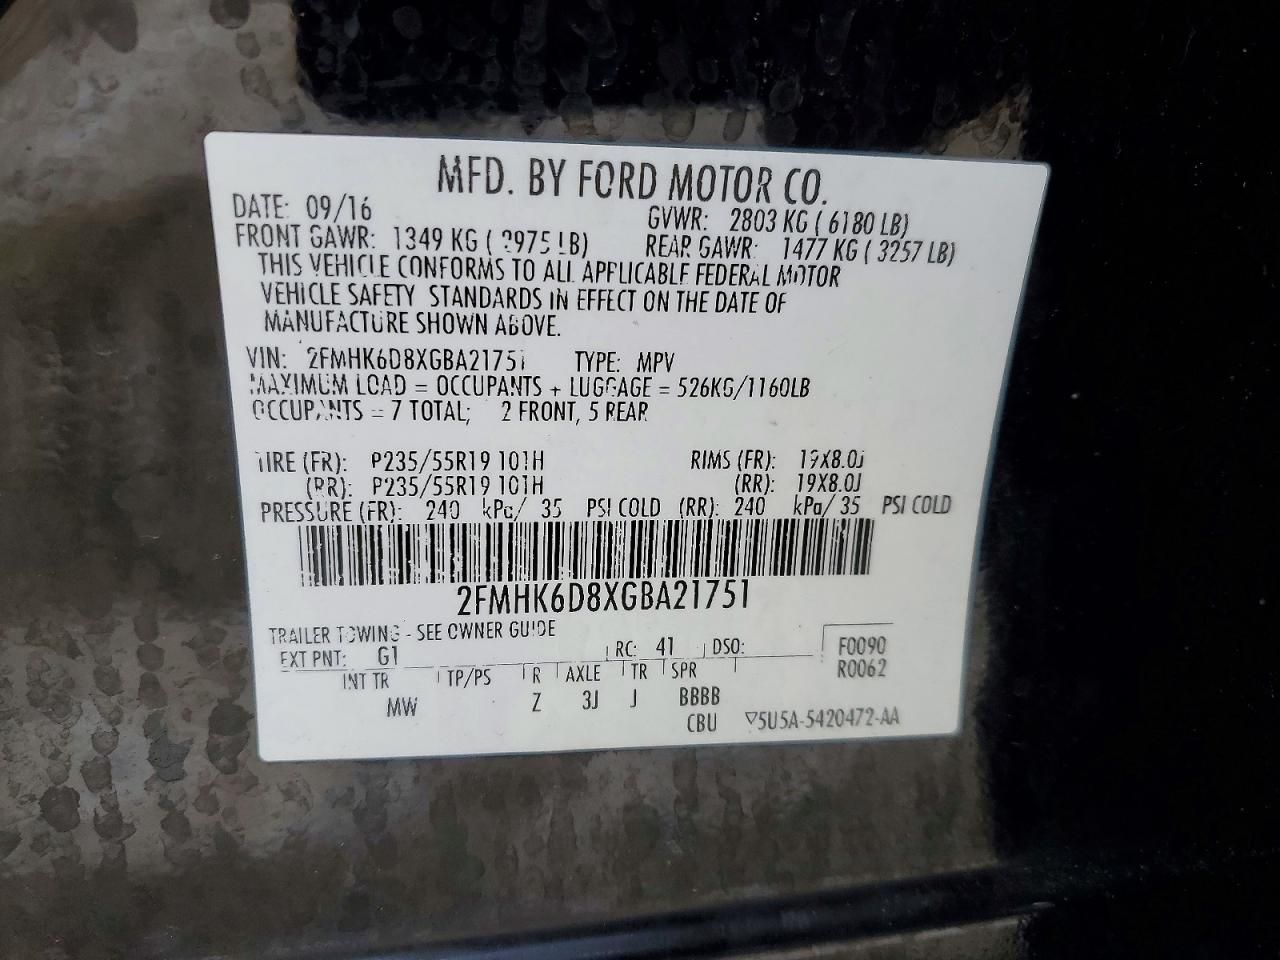 MFD. BY FORD MOTOR CO.
DATE: 09/16 GVWR: 2803 KG ( 6180 LB)
FRONT GAWR: 1349 KG ( 2975 LB) REAR GAWR: 1477 KG ( 3257 LB)
THIS VEHICLE CONFORMS TO ALL APPLICABLE FEDERAL MOTOR
VEHICLE SAFETY STANDARDS IN EFFECT ON THE DATE OF
MANUFACTURE SHOWN ABOVE.
VIN: 2FMHK6D8XGBA21751 TYPE: MPV
MAXIMUM LOAD = OCCUPANTS + LUGGAGE = 526KG/1160LB
OCCUPANTS = 7 TOTAL; 2 FRONT, 5 REAR
TIRE (FR): P235/55R19 101H RIMS (FR): 19X8.0J
(RR): P235/55R19 101H (RR): 19X8.0J
PRESSURE (FR): 240 kPa/ 35 PSI COLD (RR): 240 kPa/ 35 PSI COLD
2FMHK6D8XGBA21751
TRAILER TOWING - SEE OWNER GUIDE
EXT PNT: G1 RC: 41 DSO: F0090
R0062
INT TR TP/PS R AXLE TR SPR
MW Z 3J J BBBB
CBU ▽5U5A-5420472-AA